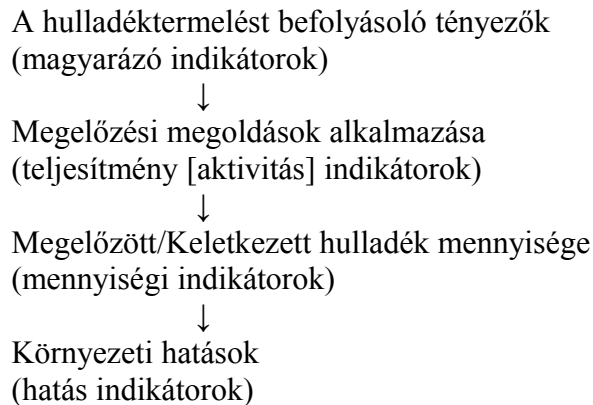 A hulladéktermelést befolyásoló tényezők
(magyarázó indikátorok)
↓
Megelőzési megoldások alkalmazása
(teljesítmény [aktivitás] indikátorok)
↓
Megelőzött/Keletkezett hulladék mennyisége
(mennyiségi indikátorok)
↓
Környezeti hatások
(hatás indikátorok)